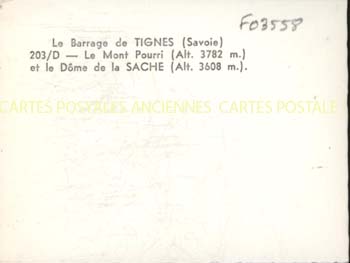 F03558
Le Barrage de TIGNES (Savoie)
203/D — Le Mont Pourri (Alt. 3782 m.)
et le Dôme de la SACHE (Alt. 3608 m.).
CARTES POSTALES ANCIENNES CARTES POSTALES